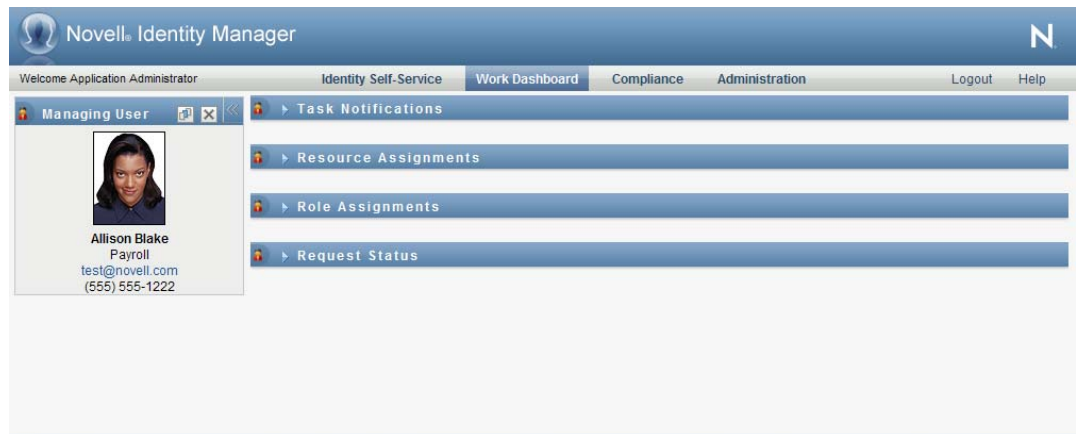 Novell® Identity Manager
N
Welcome Application Administrator
Identity Self-Service Work Dashboard Compliance Administration Logout Help
Managing User
Task Notifications
Resource Assignments
Role Assignments
Request Status
Allison Blake
Payroll
test@novell.com
(555) 555-1222